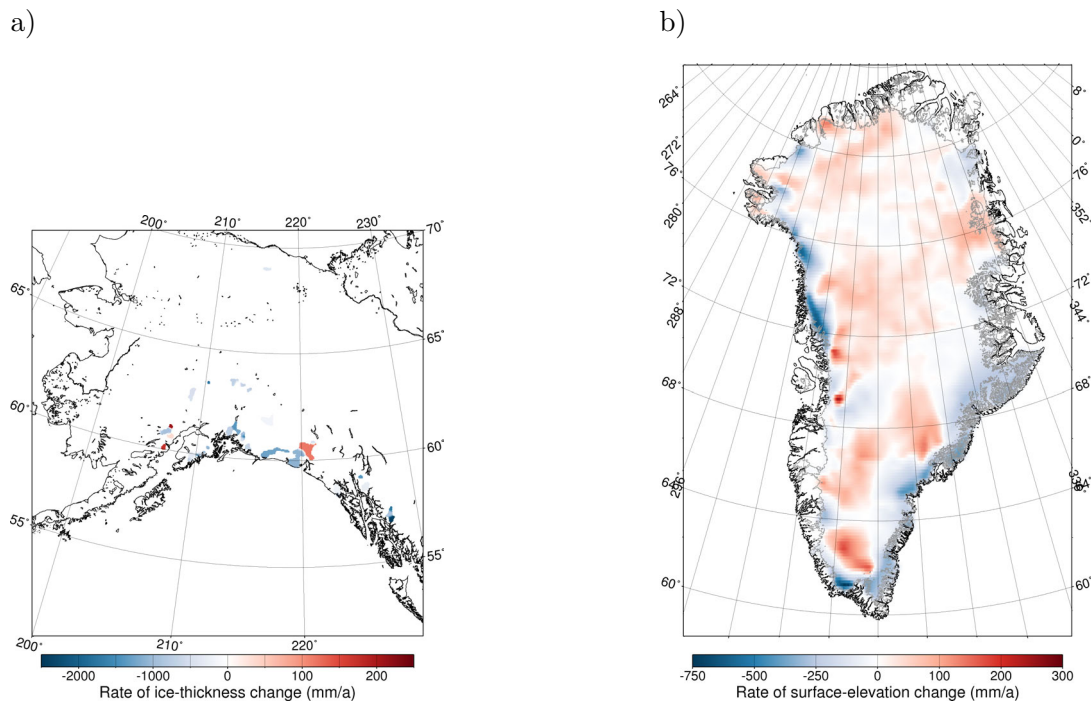 a)
b)
200˚ 210˚ 220˚ 230˚
70˚
65˚
65˚
60˚
60˚
55˚
55˚
200˚ 210˚ 220˚
-2000 -1000 0 100 200
Rate of ice-thickness change (mm/a)
264˚
8˚
272˚
0˚
76˚
76˚
280˚
352˚
72˚
72˚
288˚
344˚
68˚
68˚
60˚
60˚
-750 -500 -250 0 100 200 300
Rate of surface-elevation change (mm/a)